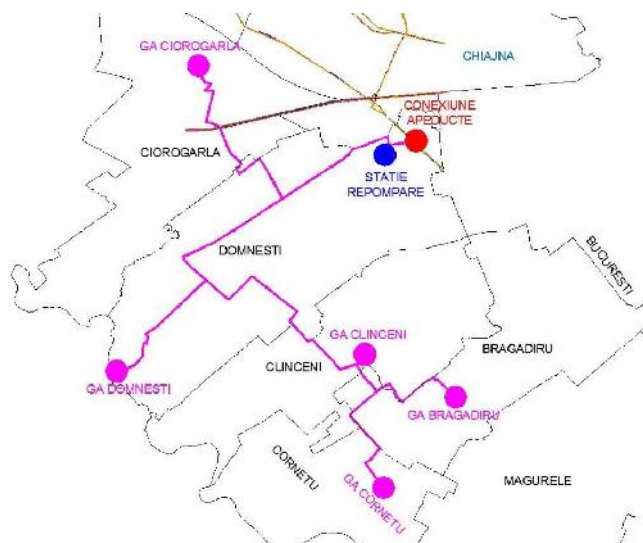 GA CIOROGARLA
CHIAJNA
CONEXIUNE
APEDUCTE
CIOROGARLA
STATIE
REPOMPARE
DOMNESTI
BUCURESTI
GA CLINCENI
BRAGADIRU
CLINCENI
GA DOMNESTI
GA BRAGADIRU
CORNETU
GA CORNETU
MAGURELE